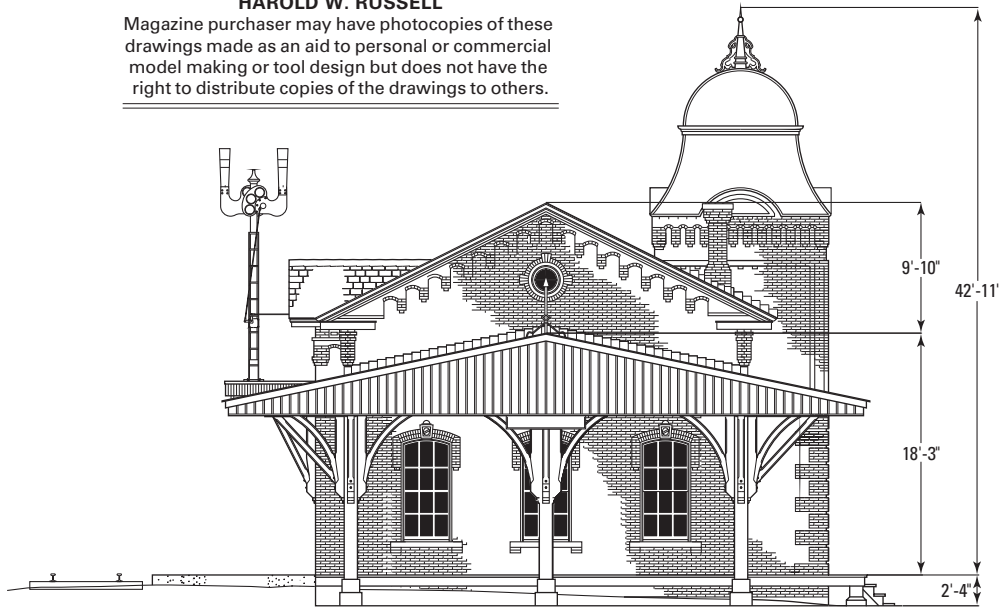 HAROLD W. RUSSELL
Magazine purchaser may have photocopies of these
drawings made as an aid to personal or commercial
model making or tool design but does not have the
right to distribute copies of the drawings to others.
9'-10"
42'-11'
18'-3"
2'-4"